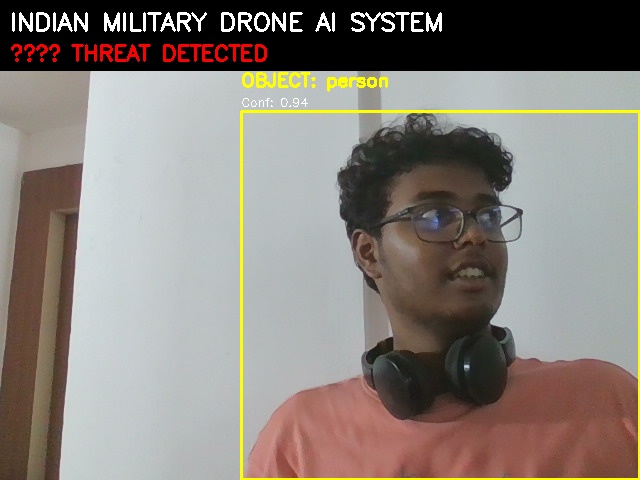 INDIAN MILITARY DRONE AI SYSTEM
???? THREAT DETECTED
OBJECT: person
Conf: 0.94